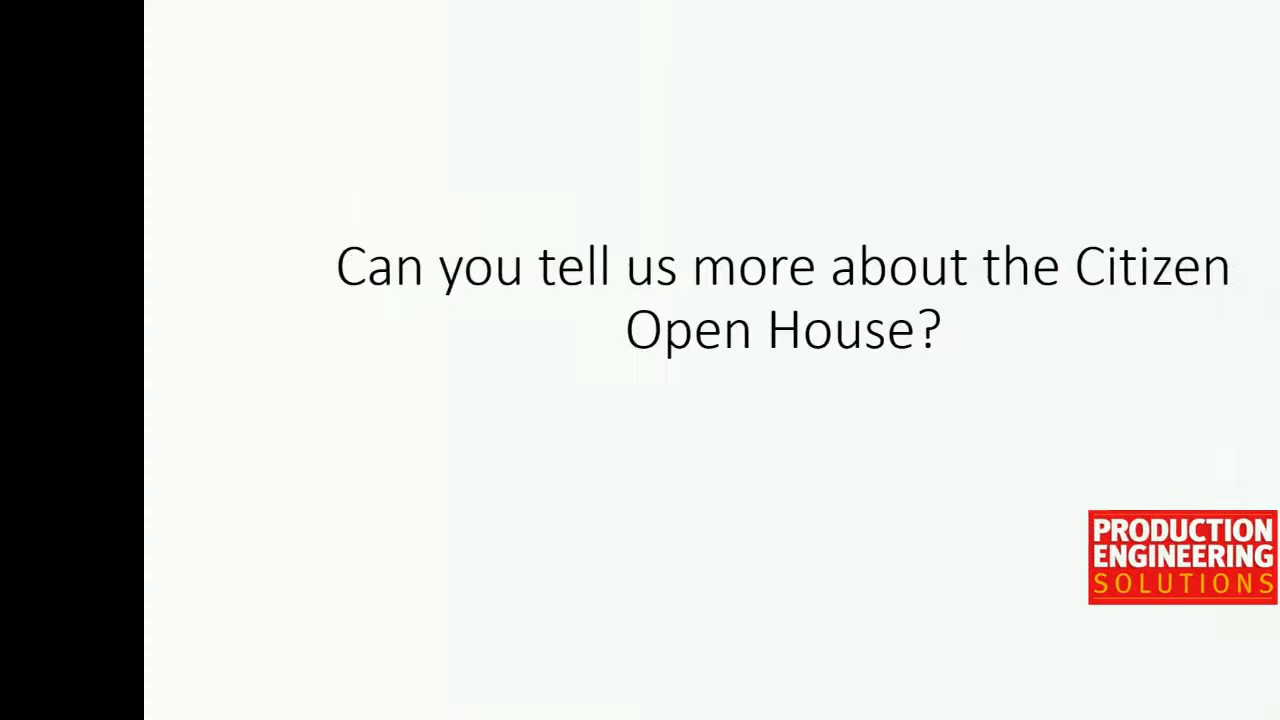 Can you tell us more about the Citizen
Open House?
PRODUCTION
ENGINEERING
SOLUTIONS